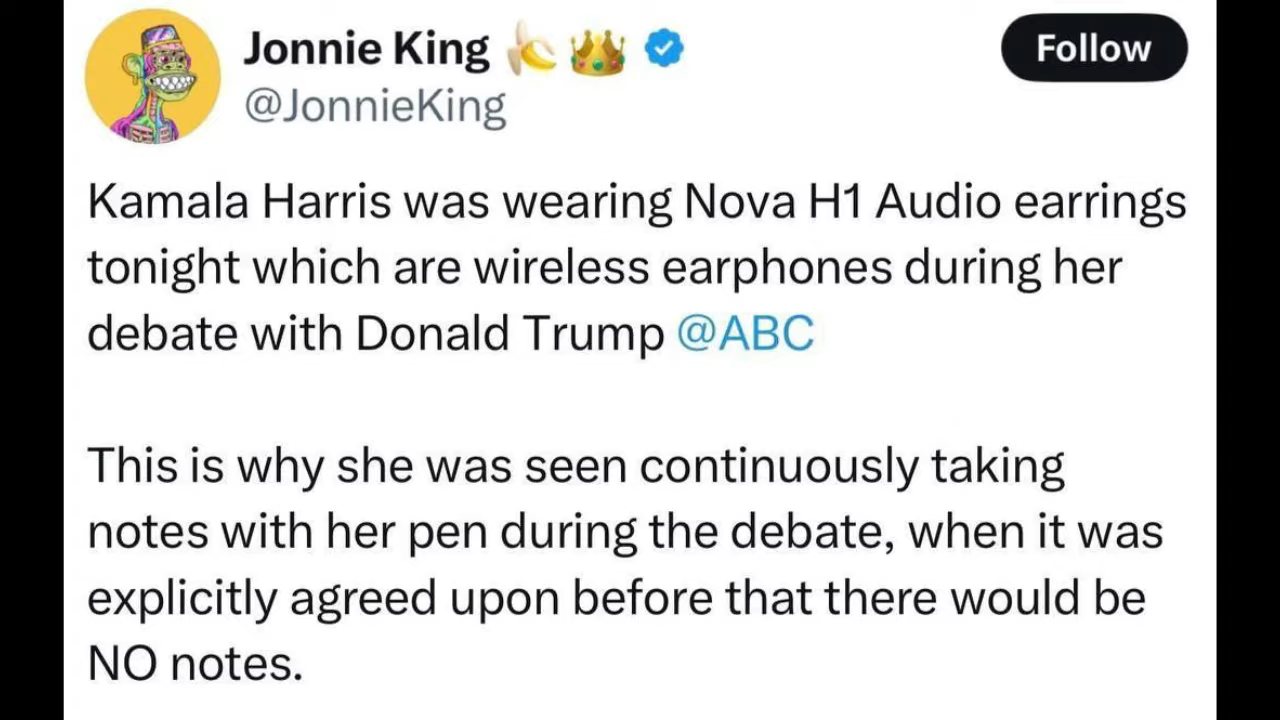 Jonnie King 🍌👑
Follow
@JonnieKing
Kamala Harris was wearing Nova H1 Audio earrings
tonight which are wireless earphones during her
debate with Donald Trump @ABC
This is why she was seen continuously taking
notes with her pen during the debate, when it was
explicitly agreed upon before that there would be
NO notes.